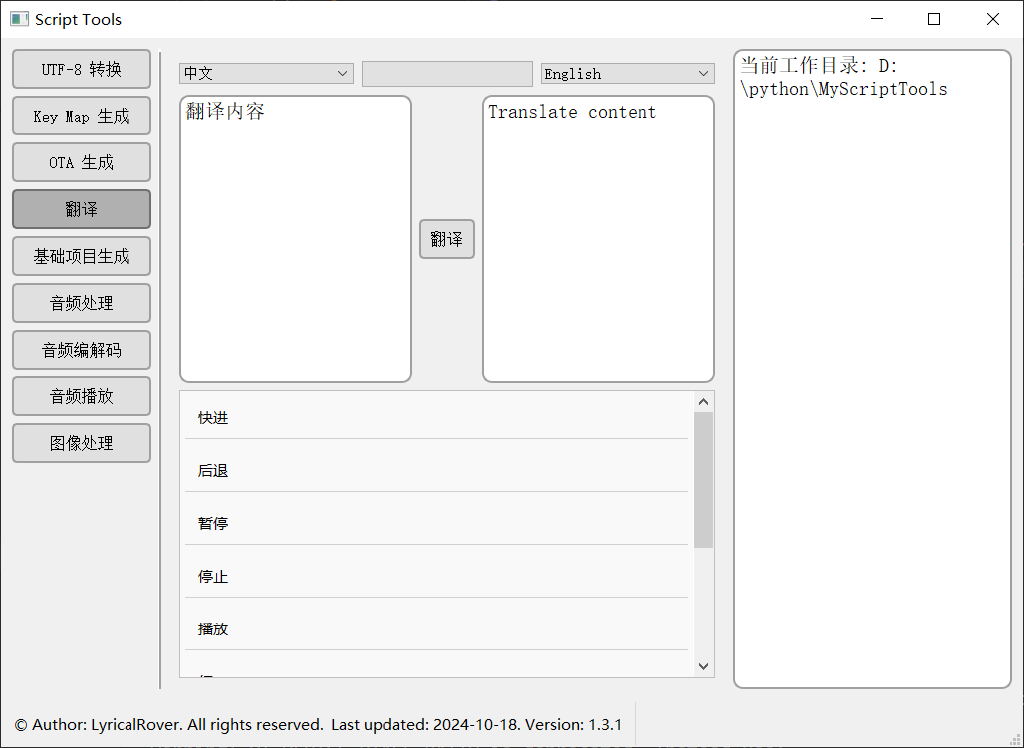 Script Tools
UTF-8 转换
Key Map 生成
OTA 生成
翻译
基础项目生成
音频处理
音频编解码
音频播放
图像处理
中文
English
翻译内容
翻译
Translate content
快进
后退
暂停
停止
播放
当前工作目录: D:
\python\MyScriptTools
© Author: LyricalRover. All rights reserved. Last updated: 2024-10-18. Version: 1.3.1